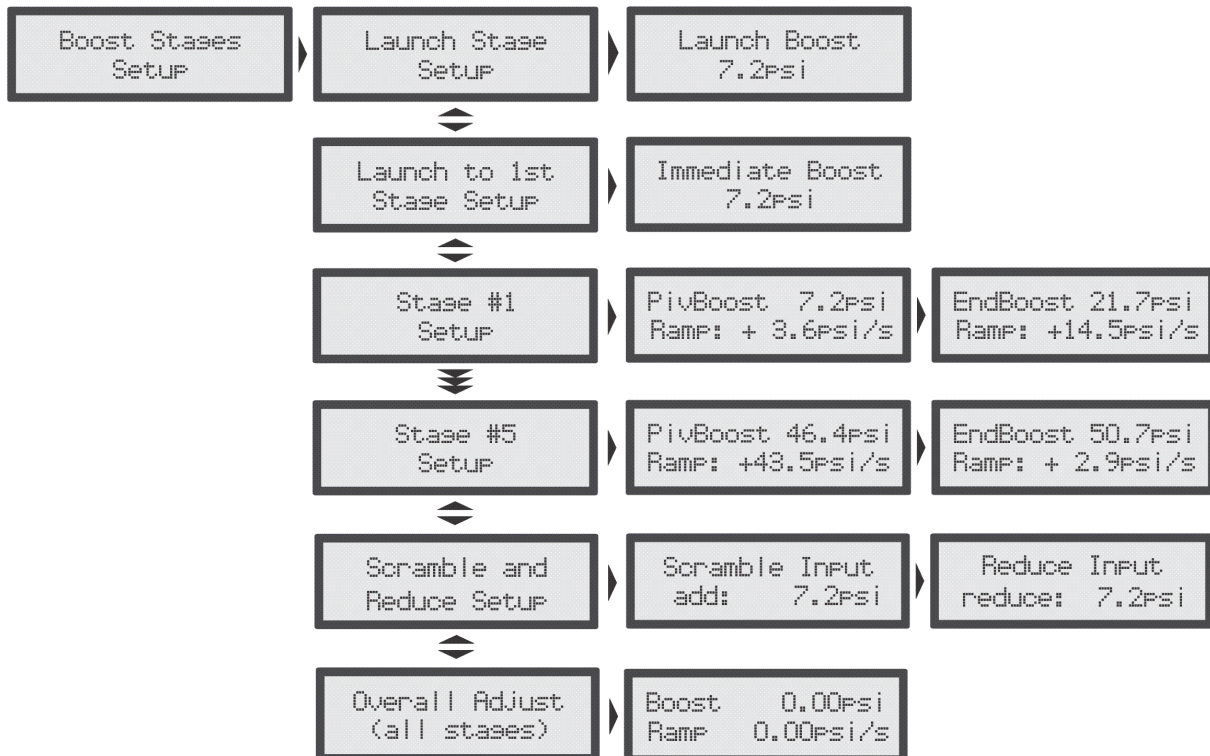 Boost Stages
Setup
Launch Stage
Setup
Launch Boost
7.2psi
Launch to 1st
Stage Setup
Immediate Boost
7.2psi
Stage #1
Setup
PivBoost 7.2psi
Ramp: + 3.6psi/s
EndBoost 21.7psi
Ramp: +14.5psi/s
Stage #5
Setup
PivBoost 46.4psi
Ramp: +43.5psi/s
EndBoost 50.7psi
Ramp: + 2.9psi/s
Scramble and
Reduce Setup
Scramble Input
add: 7.2psi
Reduce Input
reduce: 7.2psi
Overall Adjust
(all stages)
Boost 0.00psi
Ramp 0.00psi/s